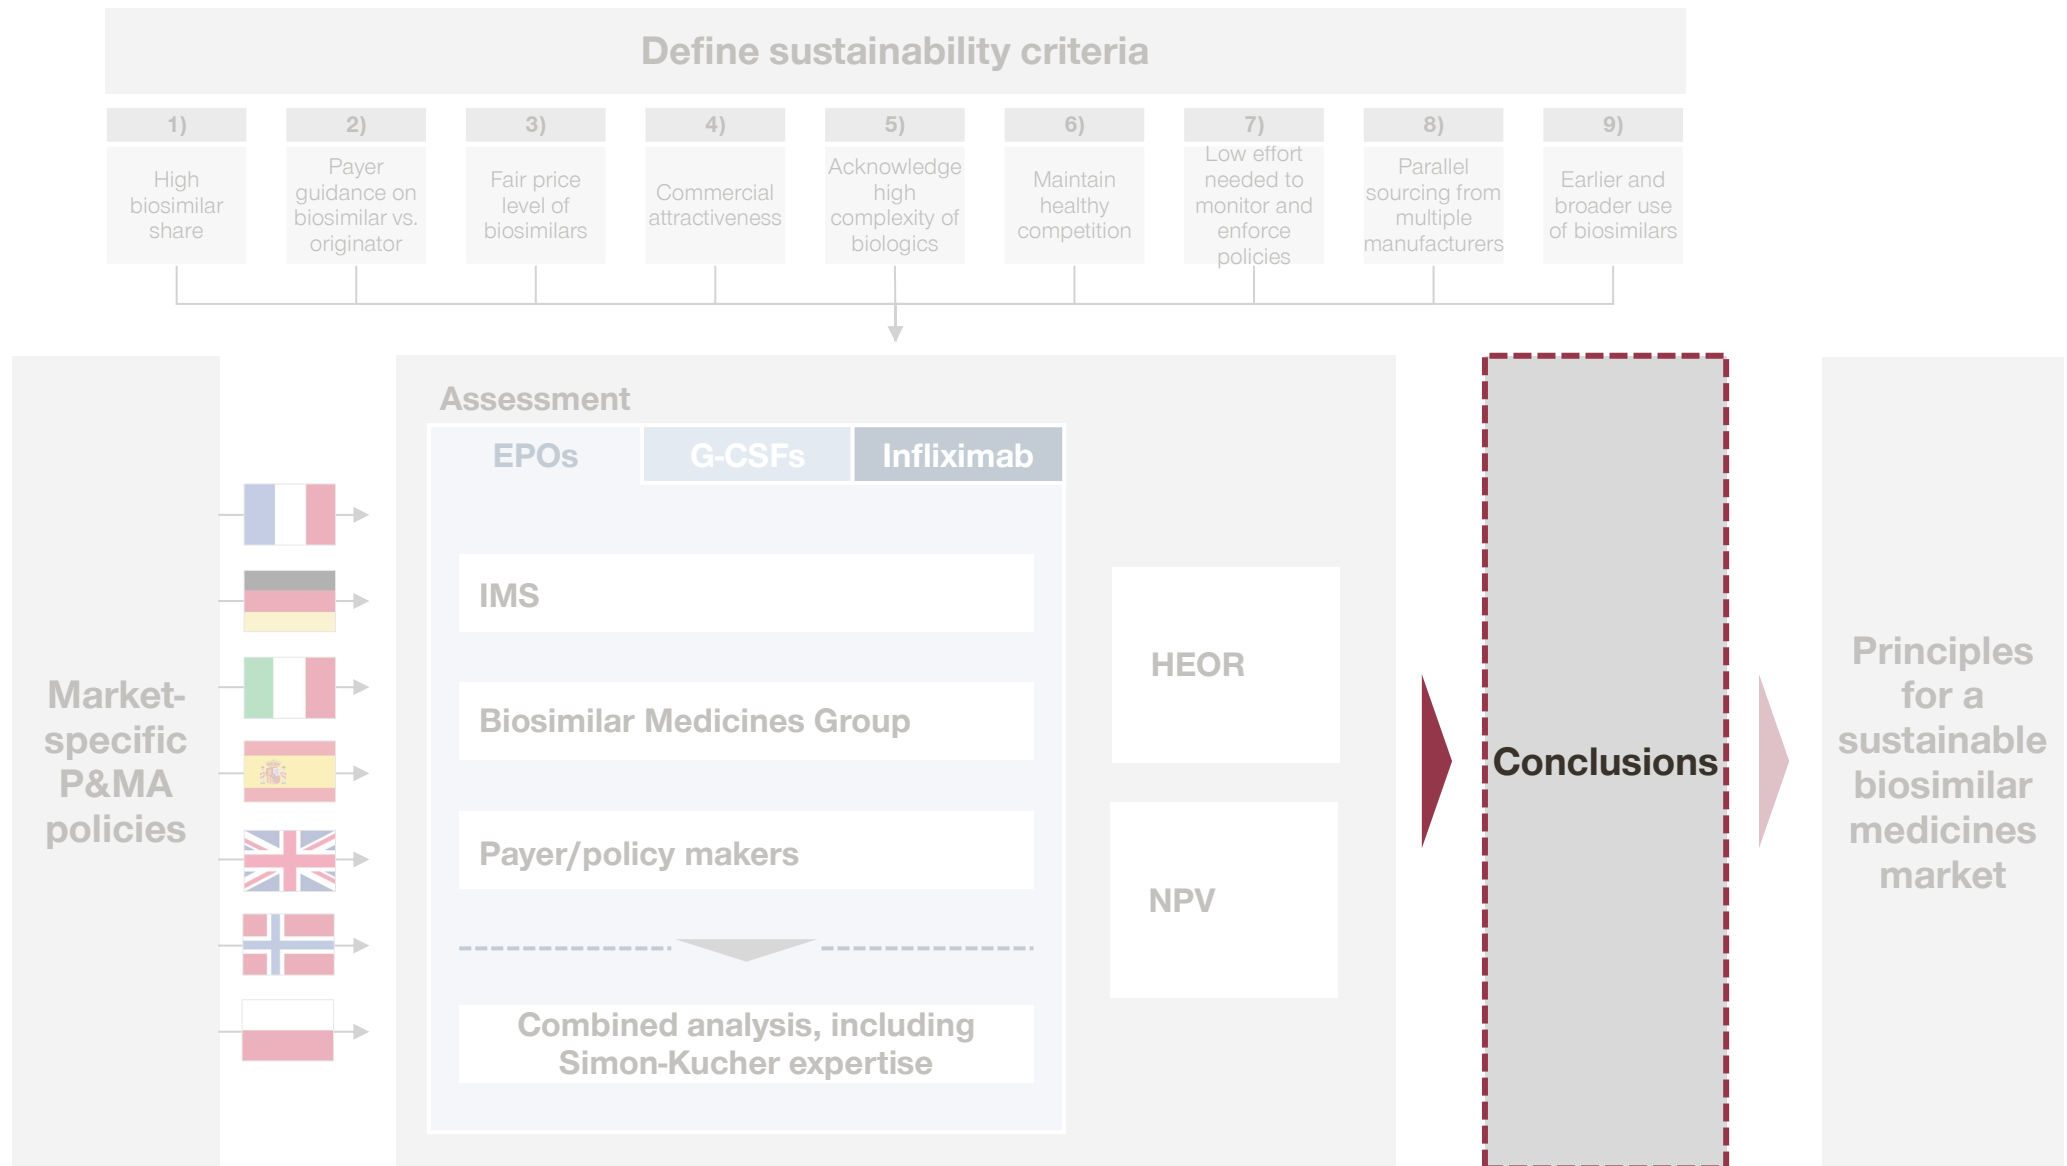 Define sustainability criteria
1)
High
biosimilar
share
2)
Payer
guidance on
biosimilar vs.
originator
3)
Fair price
level of
biosimilars
4)
Commercial
attractiveness
5)
Acknowledge
high
complexity of
biologics
6)
Maintain
healthy
competition
7)
Low effort
needed to
monitor and
enforce
policies
8)
Parallel
sourcing from
multiple
manufacturers
9)
Earlier and
broader use
of biosimilars
Market-
specific
P&MA
policies
Assessment
EPOs
G-CSFs
Infliximab
IMS
Biosimilar Medicines Group
Payer/policy makers
Combined analysis, including
Simon-Kucher expertise
HEOR
NPV
Conclusions
Principles
for a
sustainable
biosimilar
medicines
market